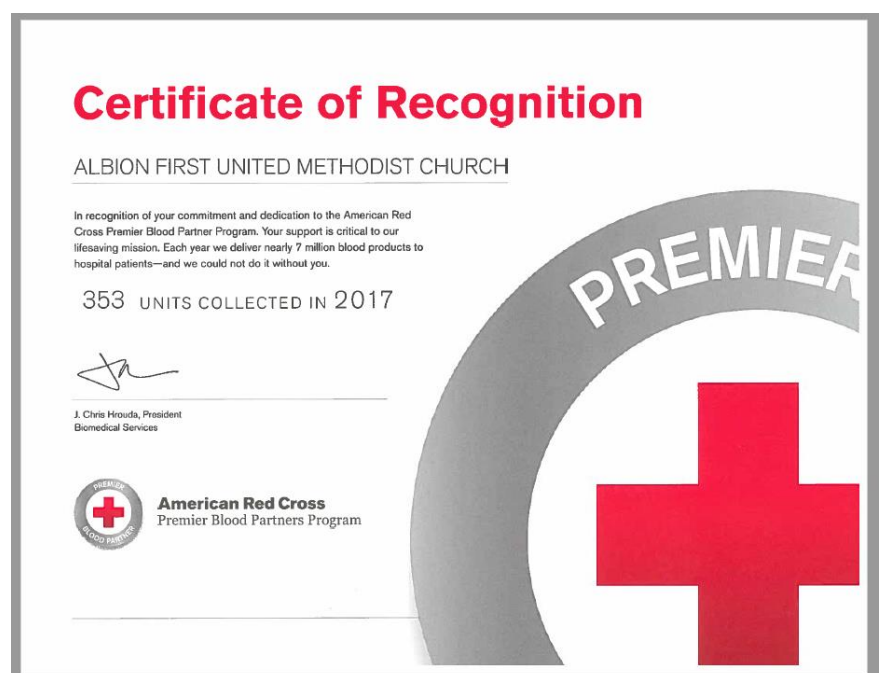 Certificate of Recognition
ALBION FIRST UNITED METHODIST CHURCH
In recognition of your commitment and dedication to the American Red
Cross Premier Blood Partner Program. Your support is critical to our
lifesaving mission. Each year we deliver nearly 7 million blood products to
hospital patients—and we could not do it without you.
353 UNITS COLLECTED IN 2017
J. Chris Hrouda, President
Biomedical Services
PREMIER
BLOOD PARTNER
American Red Cross
Premier Blood Partners Program
PREMIER